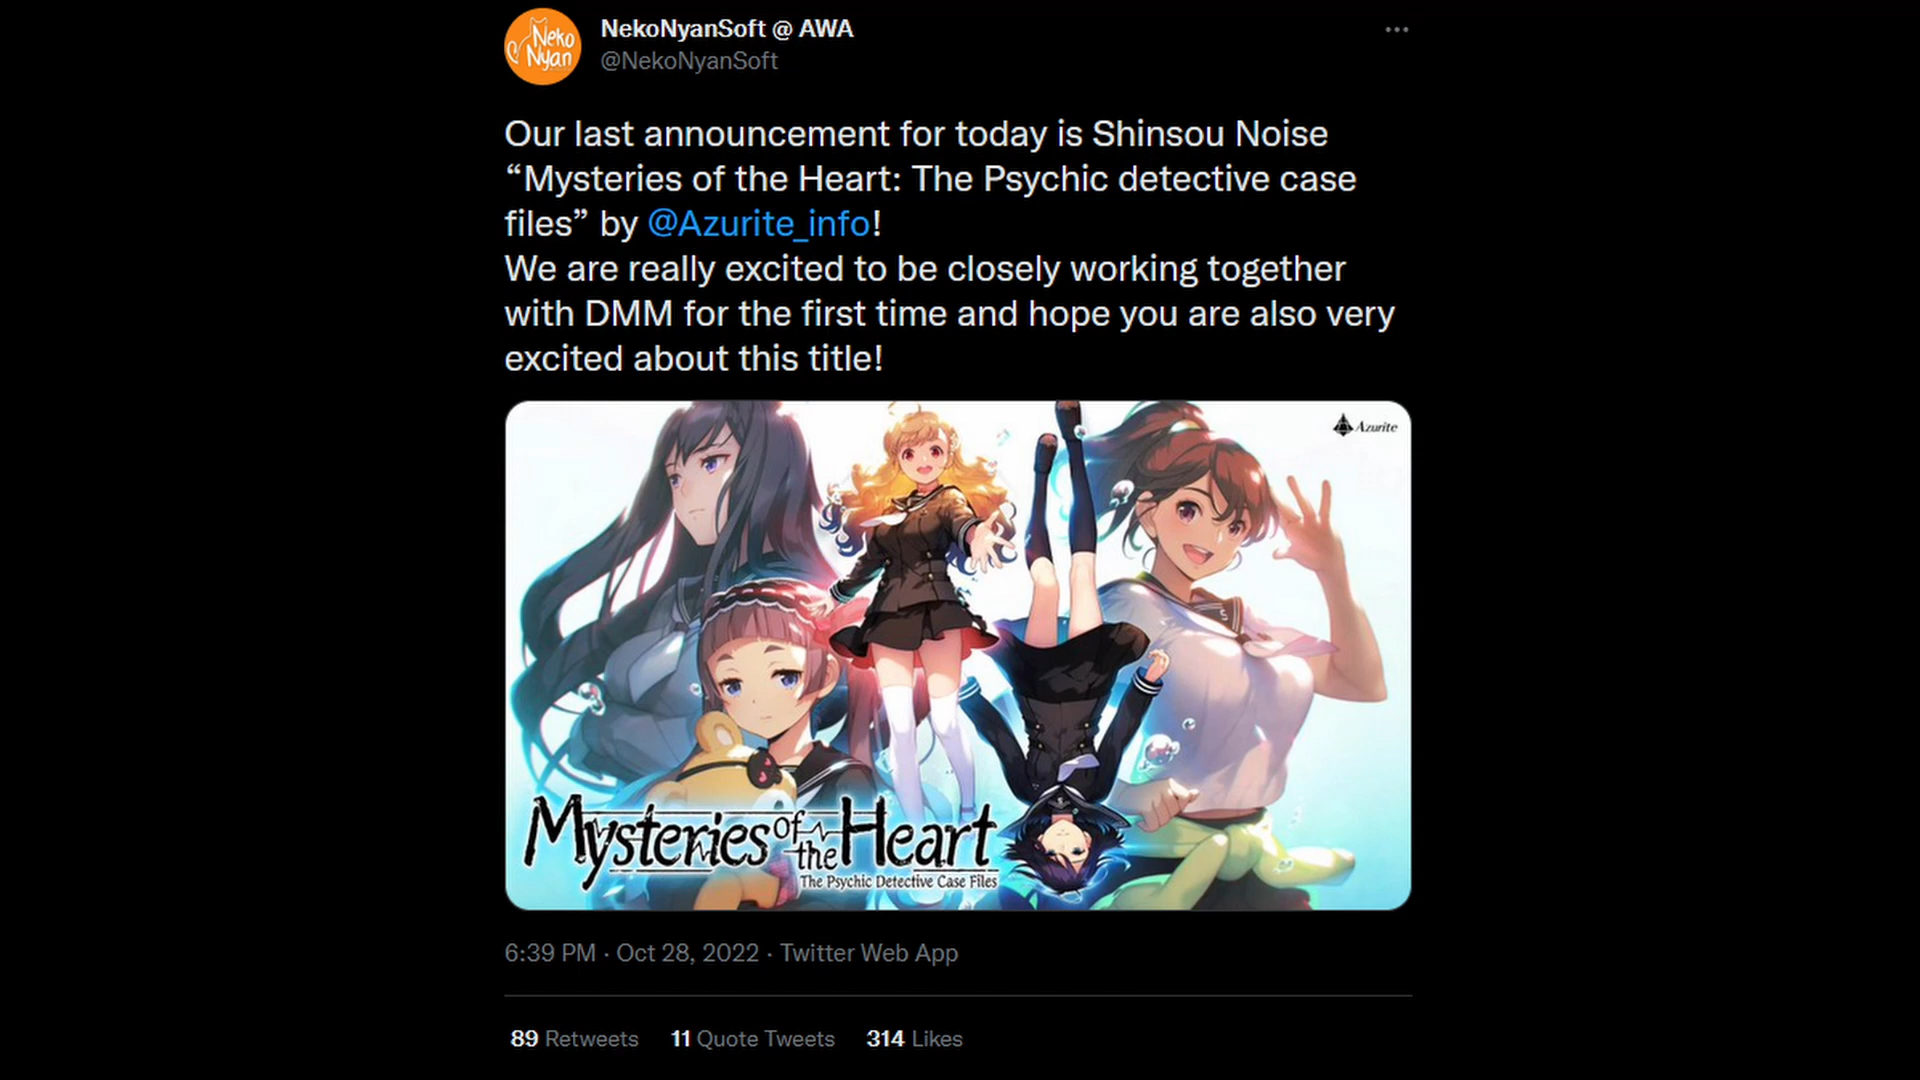 Neko
Nyan
NekoNyanSoft @ AWA
@NekoNyanSoft
Our last announcement for today is Shinsou Noise
“Mysteries of the Heart: The Psychic detective case
files” by @Azurite_info!
We are really excited to be closely working together
with DMM for the first time and hope you are also very
excited about this title!
Azurite
Mysteries of the Heart
The Psychic Detective Case Files
6:39 PM · Oct 28, 2022 · Twitter Web App
89 Retweets 11 Quote Tweets 314 Likes